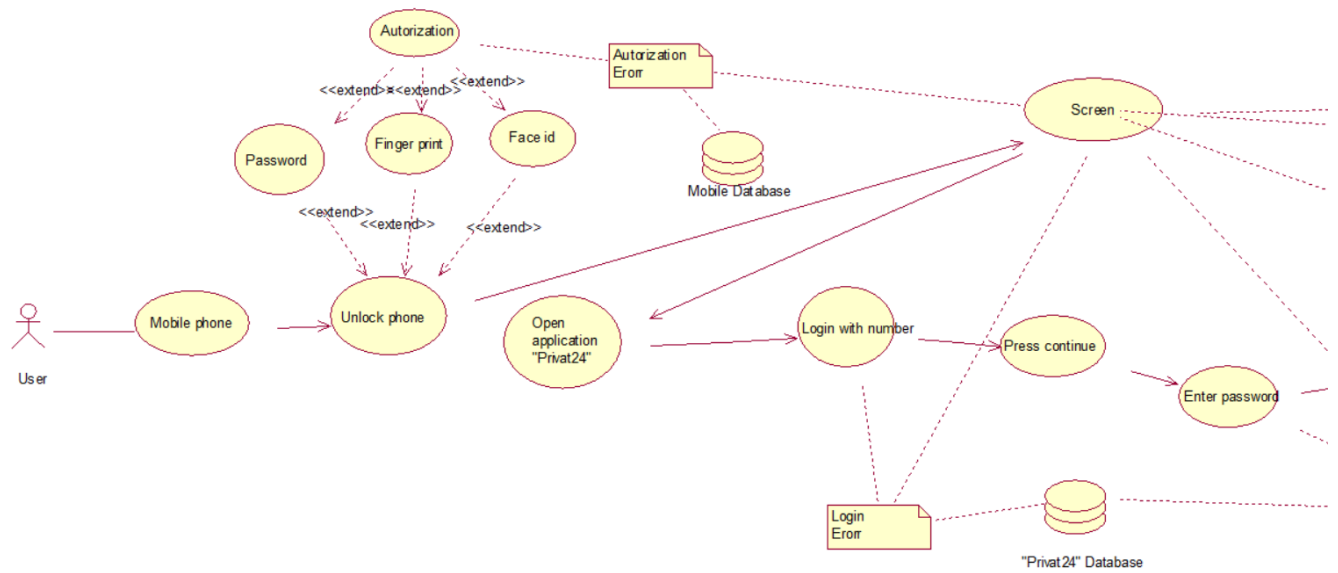 Autorization
Autorization
Erorr
<<extend>>
<<extend>>
<<extend>>
Screen
Password
Finger print
Face id
Mobile Database
<<extend>>
<<extend>>
<<extend>>
Mobile phone
Unlock phone
Open
application
"Privat24"
Login with number
Press continue
Enter password
User
Login
Erorr
"Privat24" Database